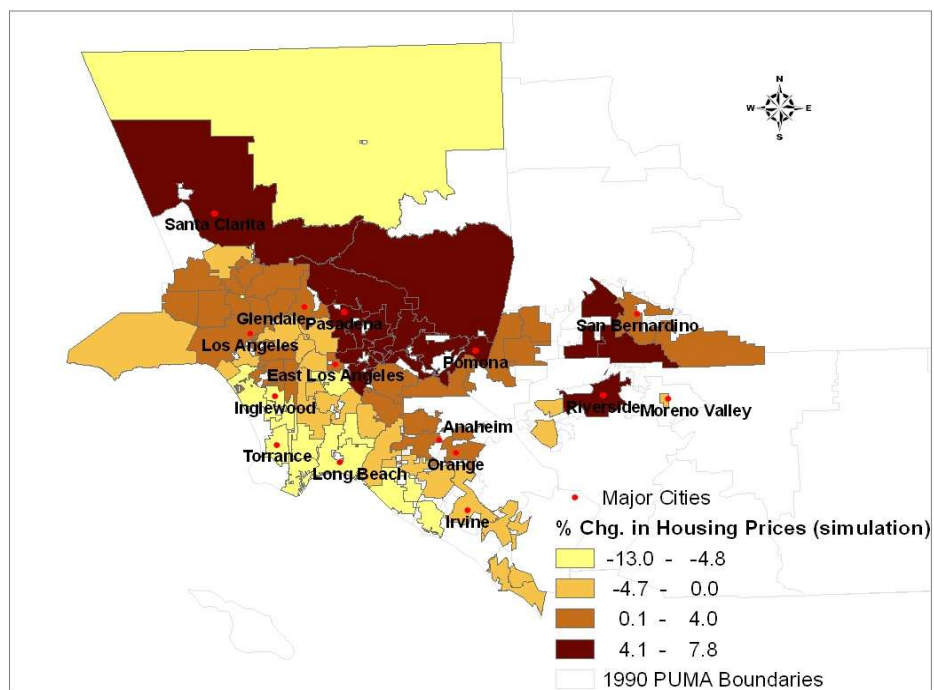 N
W E
S
Santa Clarita
Glendale
Pasadena
San Bernardino
Los Angeles
Pomona
East Los Angeles
Inglewood
Riverside
Moreno Valley
Anaheim
Torrance
Orange
Long Beach
Irvine
Major Cities
% Chg. in Housing Prices (simulation)
-13.0 - -4.8
-4.7 - 0.0
0.1 - 4.0
4.1 - 7.8
1990 PUMA Boundaries